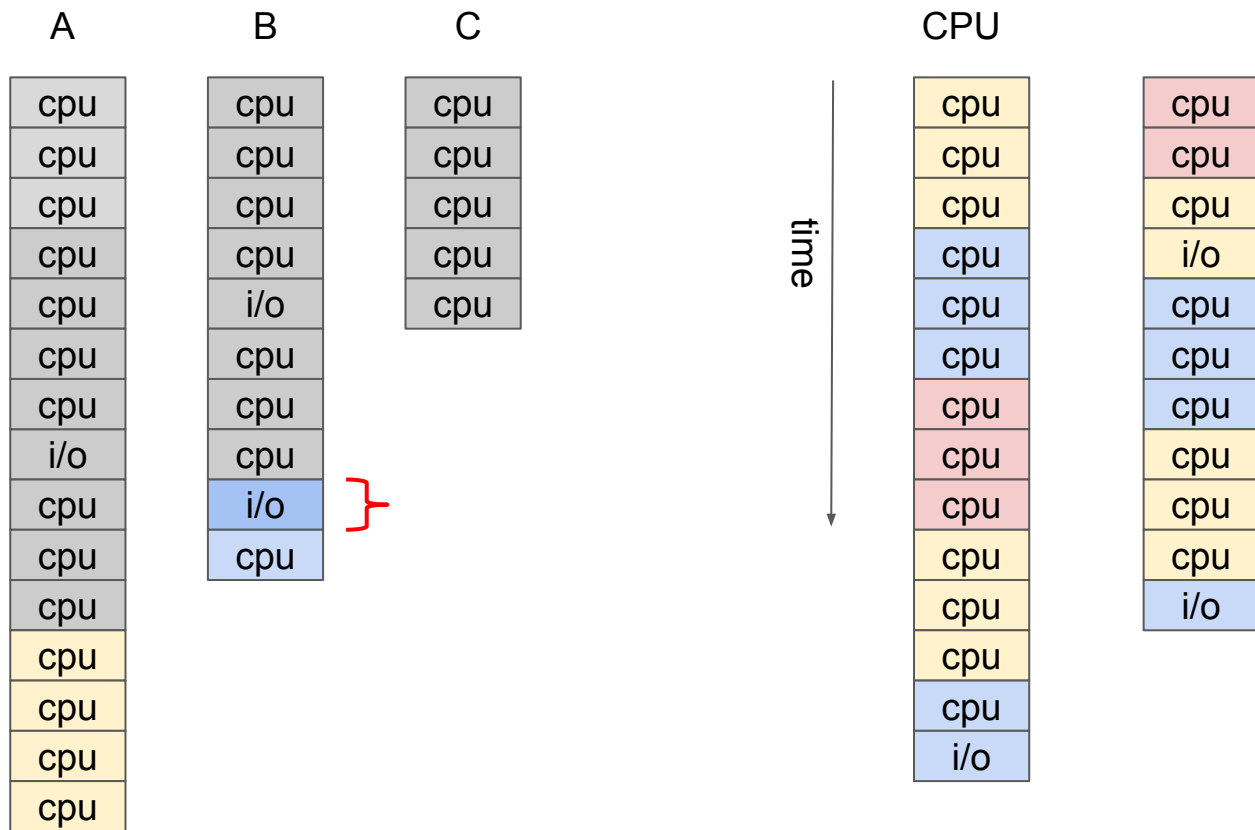 A B C CPU
cpu cpu cpu cpu cpu
cpu cpu cpu cpu cpu
cpu cpu cpu cpu cpu
cpu cpu cpu cpu i/o
cpu i/o cpu cpu cpu
cpu cpu cpu cpu
cpu cpu cpu cpu
i/o cpu cpu cpu
cpu i/o cpu cpu
cpu cpu cpu cpu
cpu cpu i/o
cpu cpu
cpu cpu
cpu i/o
cpu
time